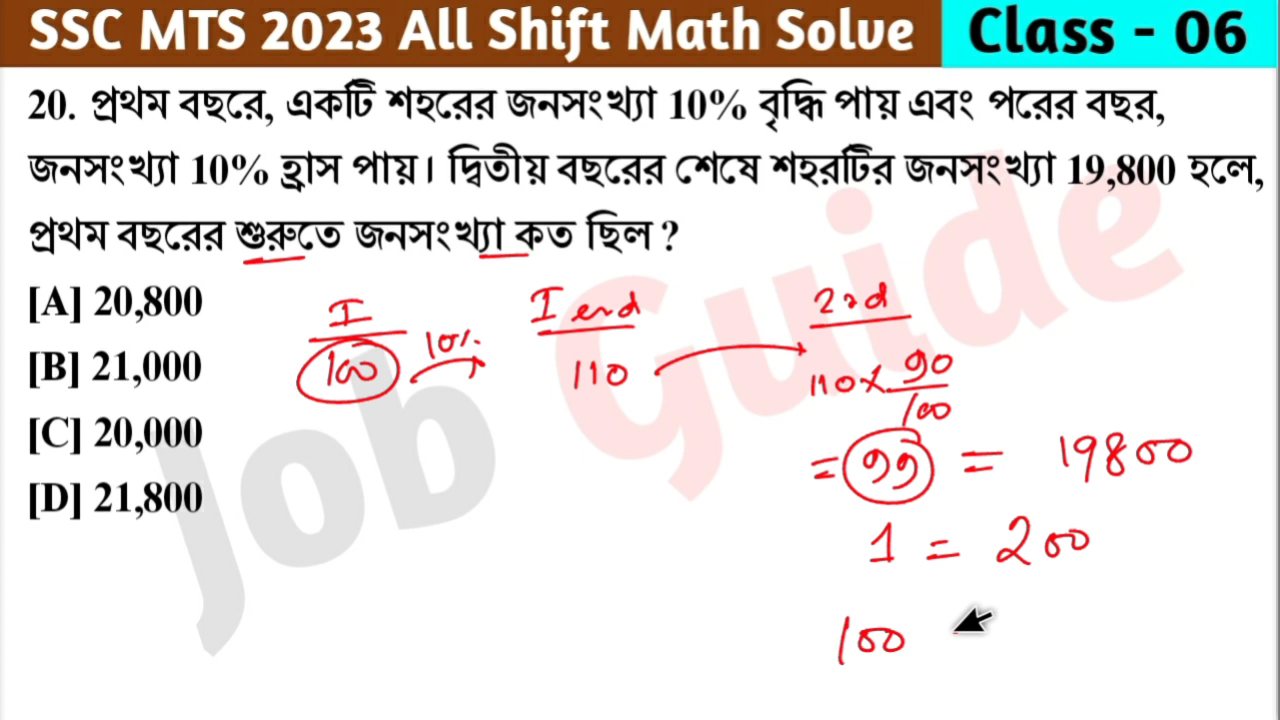 SSC MTS 2023 All Shift Math Solve Class - 06
20. প্রথম বছরে, একটি শহরের জনসংখ্যা 10% বৃদ্ধি পায় এবং পরের বছর,
জনসংখ্যা 10% হ্রাস পায়। দ্বিতীয় বছরের শেষে শহরটির জনসংখ্যা 19,800 হলে,
প্রথম বছরের শুরুতে জনসংখ্যা কত ছিল ?
[A] 20,800
[B] 21,000
[C] 20,000
[D] 21,800
I
100
10%
I end
110
2nd
110 x 90/100
= 99 = 19800
1 = 200
100
Job Guide